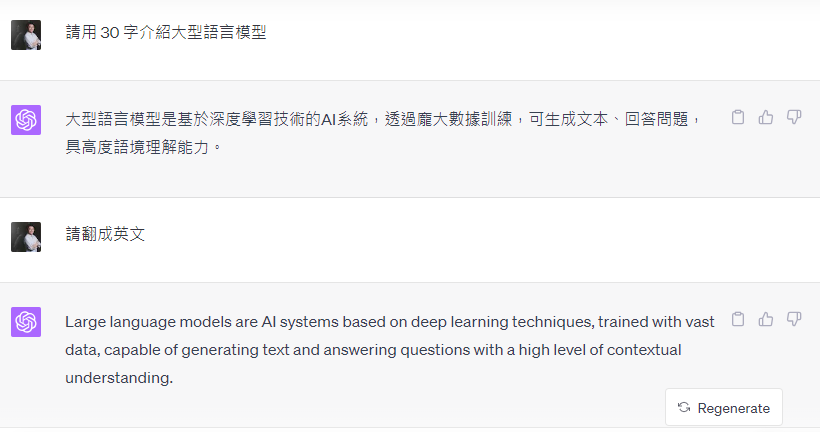 請用 30 字介紹大型語言模型
大型語言模型是基於深度學習技術的AI系統，透過龐大數據訓練，可生成文本、回答問題，
具高度語境理解能力。
請翻成英文
Large language models are AI systems based on deep learning techniques, trained with vast
data, capable of generating text and answering questions with a high level of contextual
understanding.
Regenerate